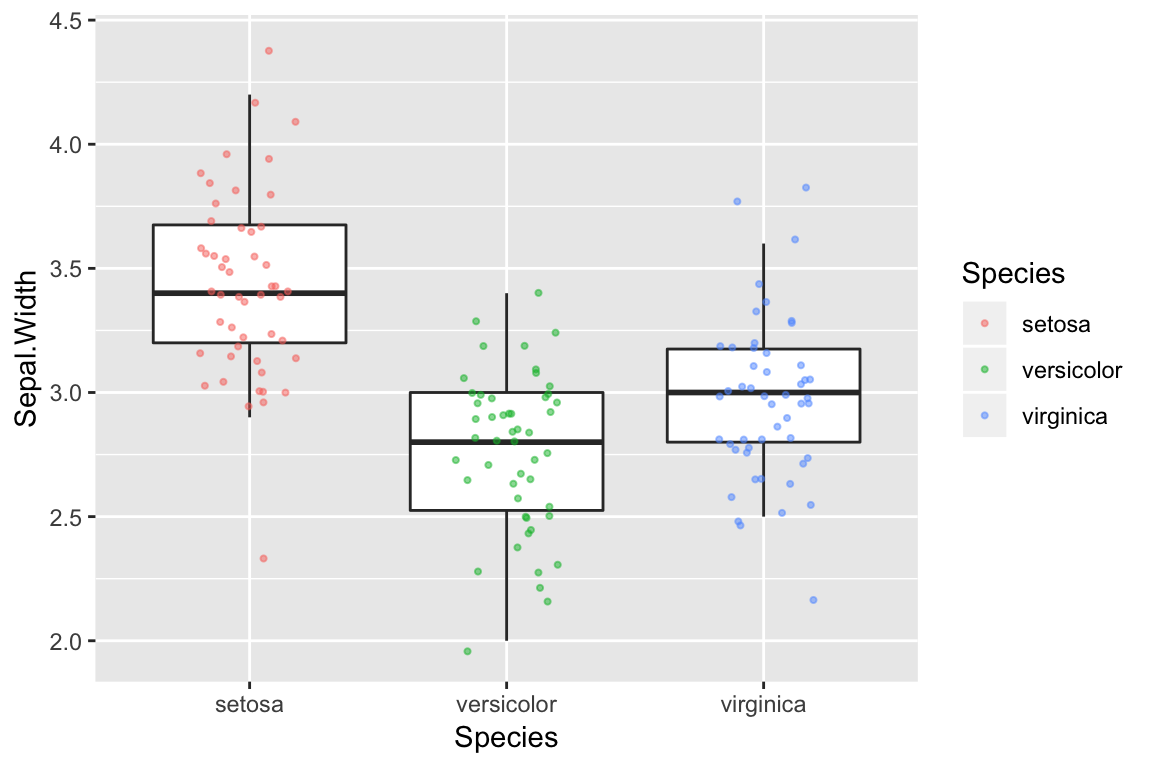 4.5
4.0
3.5
3.0
2.5
2.0
Sepal.Width
setosa
versicolor
virginica
Species
Species
setosa
versicolor
virginica